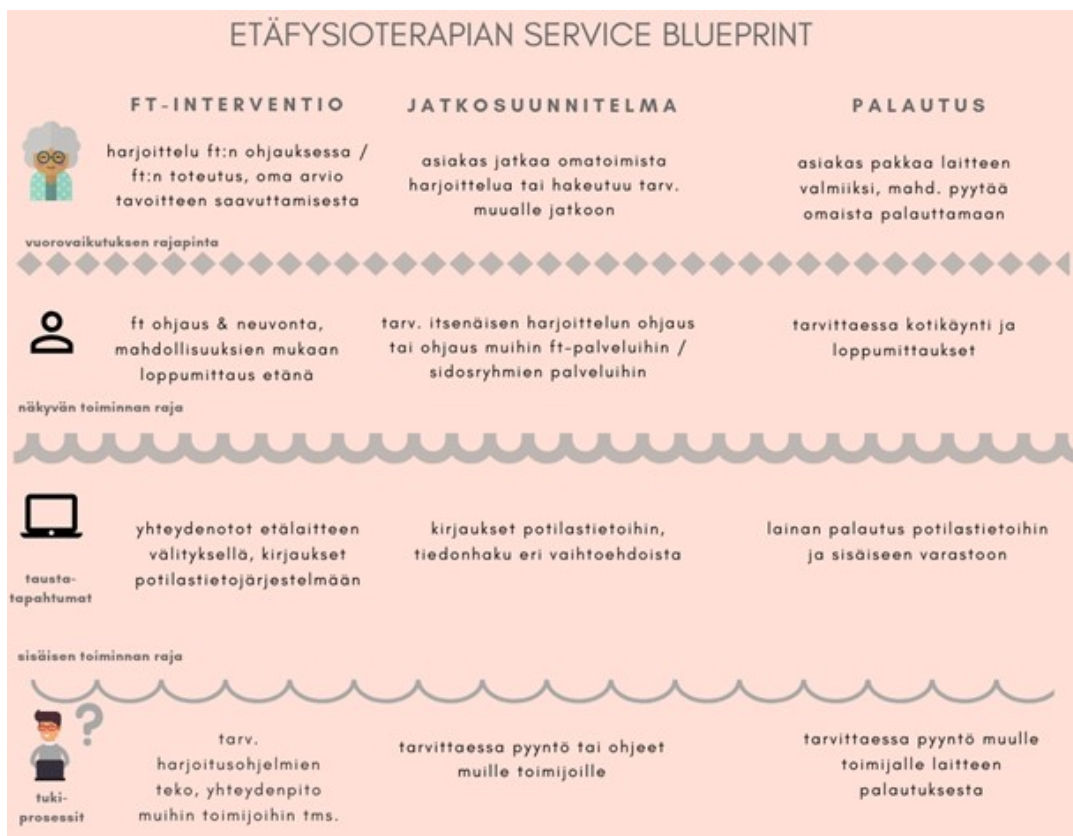 ETÄFYSIOTERAPIAN SERVICE BLUEPRINT
FT-INTERVENTIO
harjoittelu ft:n ohjauksessa /
ft:n toteutus, oma arvio
tavoitteen saavuttamisesta
JATKOSUUNNITELMA
asiakas jatkaa omatoimista
harjoittelua tai hakeutuu tarv.
muualle jatkoon
PALAUTUS
asiakas pakkaa laitteen
valmiiksi, mahd. pyytää
omaista palauttamaan
vuorovaikutuksen rajapinta
ft ohjaus & neuvonta,
mahdollisuuksien mukaan
loppumittaus etänä
tarv. itsenäisen harjoittelun ohjaus
tai ohjaus muihin ft-palveluihin /
sidosryhmien palveluihin
tarvittaessa kotikäynti ja
loppumittaukset
näkyvän toiminnan raja
tausta-
tapahtumat
yhteydenotot etälaitteen
välityksellä, kirjaukset
potilastietojärjestelmään
kirjaukset potilastietoihin,
tiedonhaku eri vaihtoehdoista
lainan palautus potilastietoihin
ja sisäiseen varastoon
sisäisen toiminnan raja
?
tuki-
prosessit
tarv.
harjoitusohjelmien
teko, yhteydenpito
muihin toimijoihin tms.
tarvittaessa pyyntö tai ohjeet
muille toimijoille
tarvittaessa pyyntö muulle
toimijalle laitteen
palautuksesta